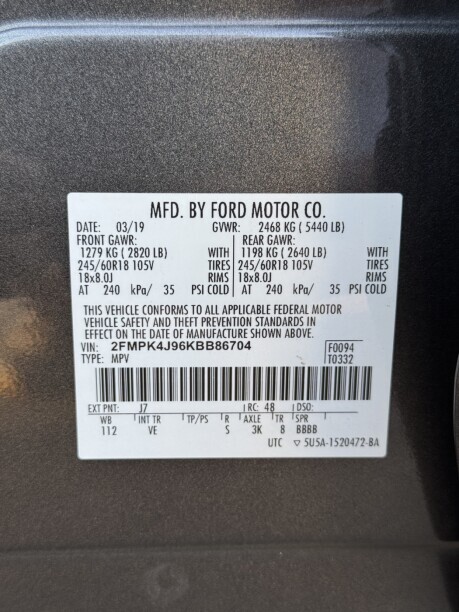 MFD. BY FORD MOTOR CO.
DATE: 03/19 GVWR: 2468 KG ( 5440 LB)
FRONT GAWR: REAR GAWR:
1279 KG ( 2820 LB) WITH 1198 KG ( 2640 LB) WITH
245/60R18 105V TIRES 245/60R18 105V TIRES
18x8.0J RIMS 18x8.0J RIMS
AT 240 kPa/ 35 PSI COLD AT 240 kPa/ 35 PSI COLD
THIS VEHICLE CONFORMS TO ALL APPLICABLE FEDERAL MOTOR
VEHICLE SAFETY AND THEFT PREVENTION STANDARDS IN
EFFECT ON THE DATE OF MANUFACTURE SHOWN ABOVE.
VIN: 2FMPK4J96KBB86704 F0094
TYPE: MPV T0332
EXT PNT: J7 RC: 48 DSO:
WB INT TR TP/PS R AXLE TR SPR
112 VE S 3K 8 BBBB
UTC ▽ 5U5A-1520472-BA